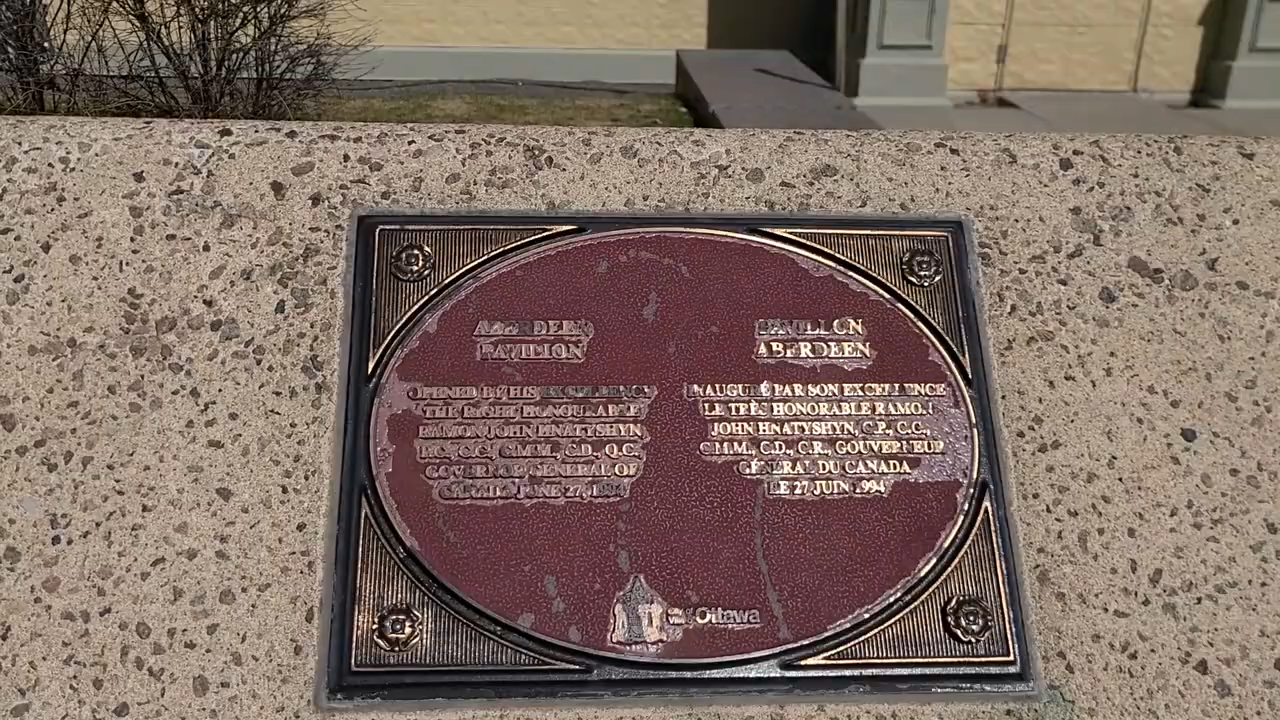 ABERDEEN
PAVILION
OPENED BY HIS EXCELLENCY
THE RIGHT HONOURABLE
RAMON JOHN HNATYSHYN
P.C., C.C., C.M.M., C.D., Q.C.,
GOVERNOR GENERAL OF
CANADA JUNE 27, 1994
PAVILLON
ABERDEEN
INAUGURÉ PAR SON EXCELLENCE
LE TRÈS HONORABLE RAMON
JOHN HNATYSHYN, C.P., C.C.,
C.M.M., C.D., C.R., GOUVERNEUR
GÉNÉRAL DU CANADA
LE 27 JUIN 1994
Ottawa